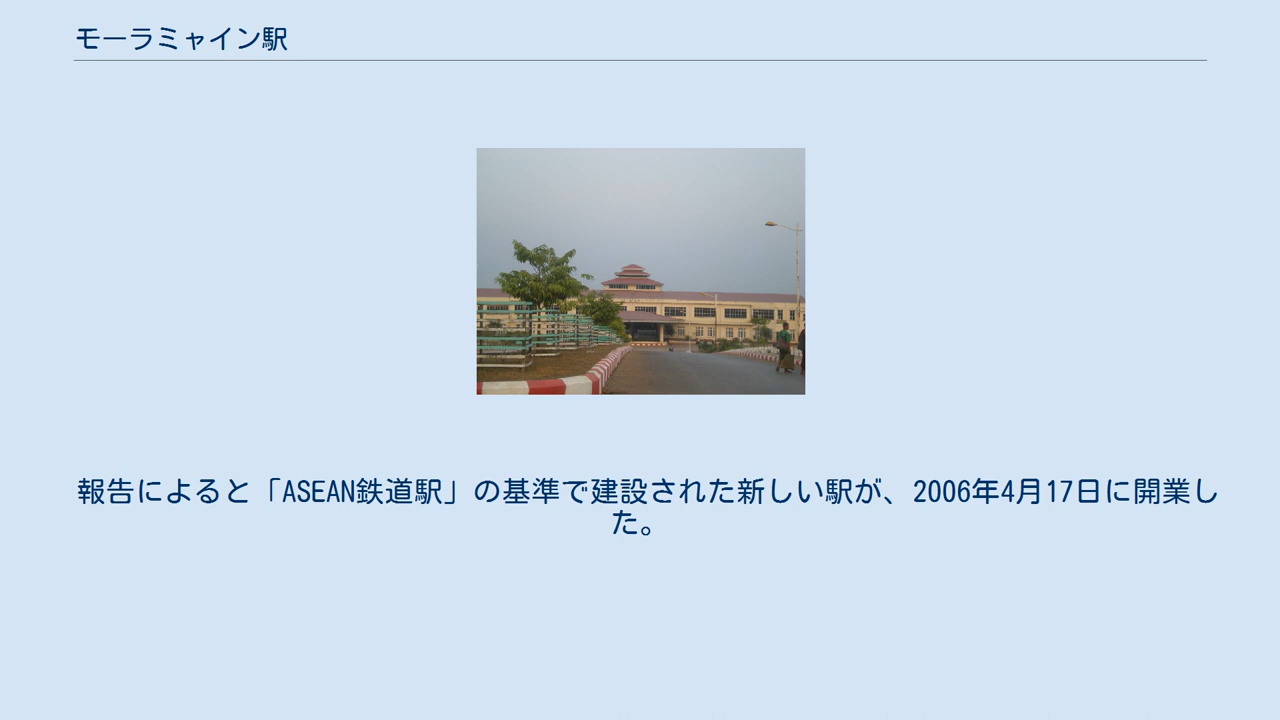 モーラミャイン駅
報告によると「ASEAN鉄道駅」の基準で建設された新しい駅が、2006年4月17日に開業し
た。